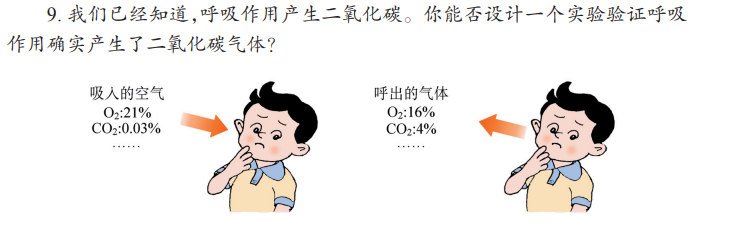 9. 我们已经知道,呼吸作用产生二氧化碳。你能否设计一个实验验证呼吸
作用确实产生了二氧化碳气体?
吸入的空气
O₂:21%
CO₂:0.03%
……
呼出的气体
O₂:16%
CO₂:4%
……